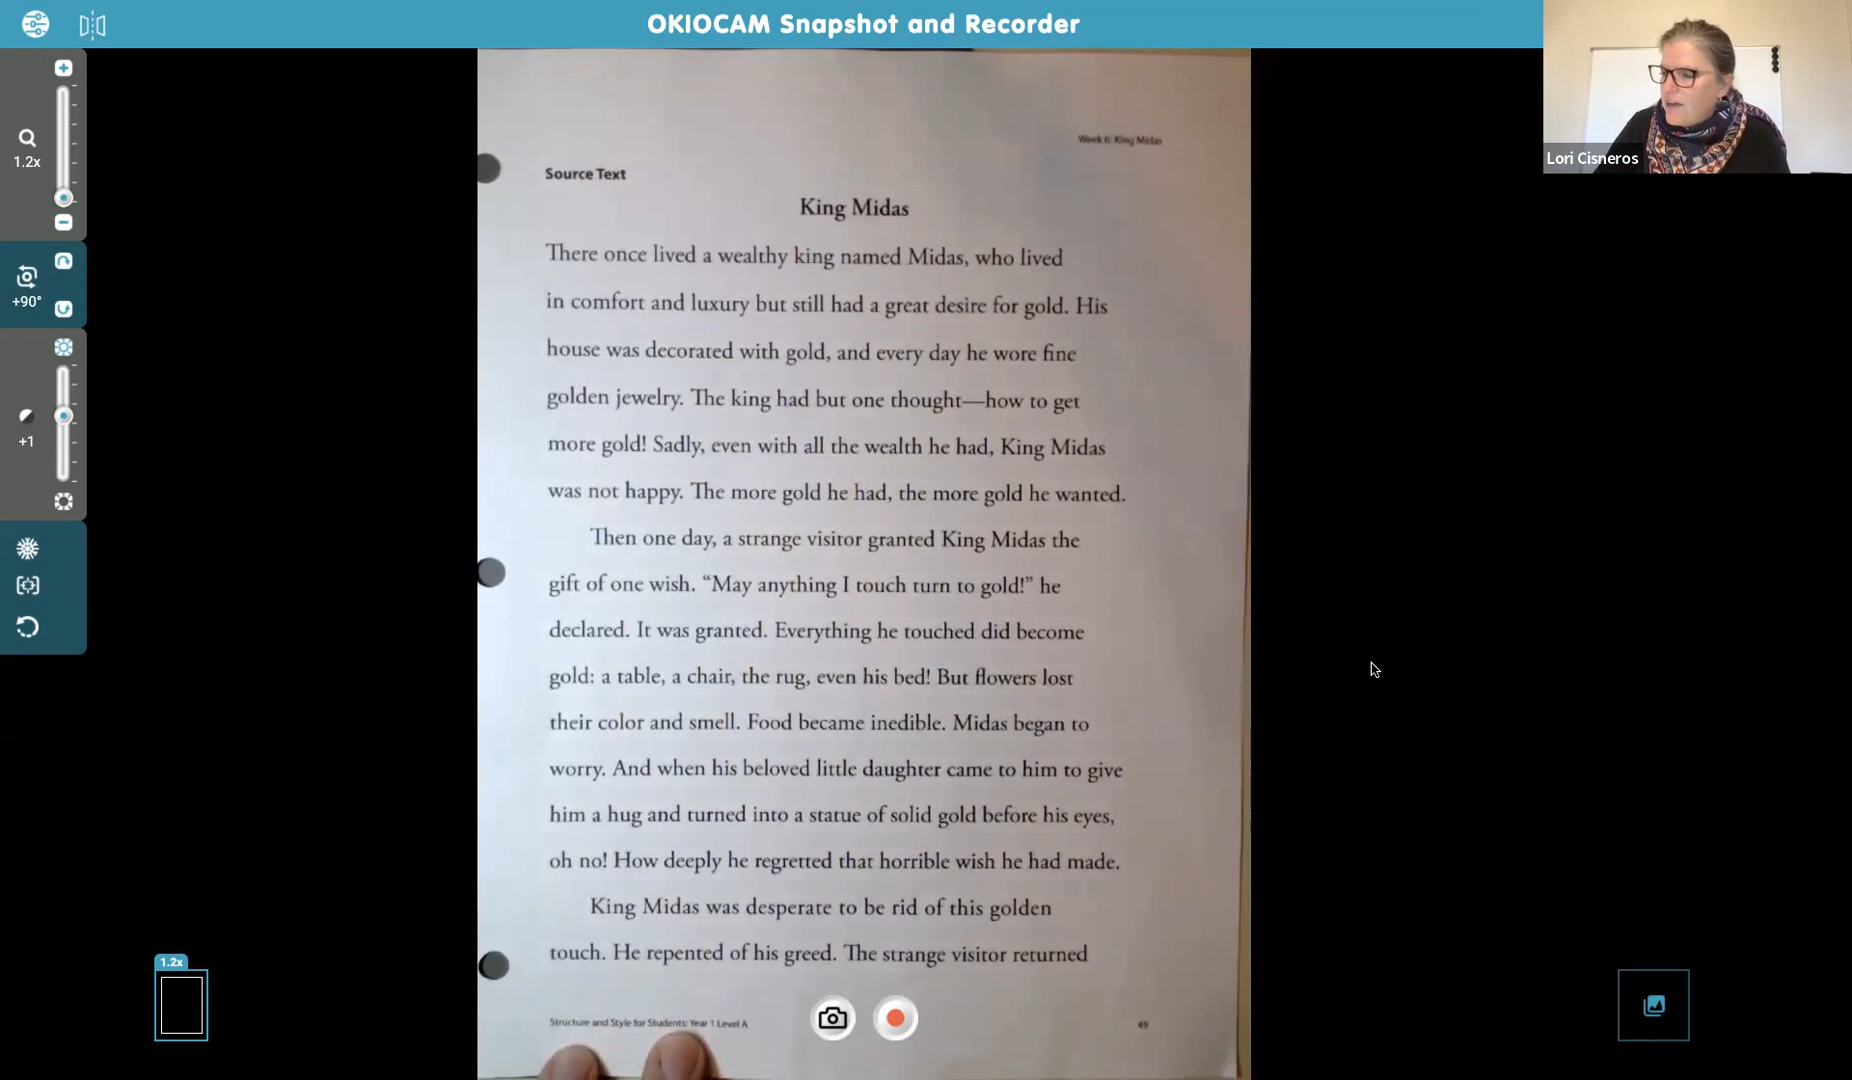 OKIOCAM Snapshot and Recorder
1.2x
+90°
+1
Lori Cisneros
Week 6: King Midas
Source Text
King Midas
There once lived a wealthy king named Midas, who lived
in comfort and luxury but still had a great desire for gold. His
house was decorated with gold, and every day he wore fine
golden jewelry. The king had but one thought—how to get
more gold! Sadly, even with all the wealth he had, King Midas
was not happy. The more gold he had, the more gold he wanted.
Then one day, a strange visitor granted King Midas the
gift of one wish. “May anything I touch turn to gold!” he
declared. It was granted. Everything he touched did become
gold: a table, a chair, the rug, even his bed! But flowers lost
their color and smell. Food became inedible. Midas began to
worry. And when his beloved little daughter came to him to give
him a hug and turned into a statue of solid gold before his eyes,
oh no! How deeply he regretted that horrible wish he had made.
King Midas was desperate to be rid of this golden
touch. He repented of his greed. The strange visitor returned
Structure and Style for Students: Year 1 Level A
49
1.2x